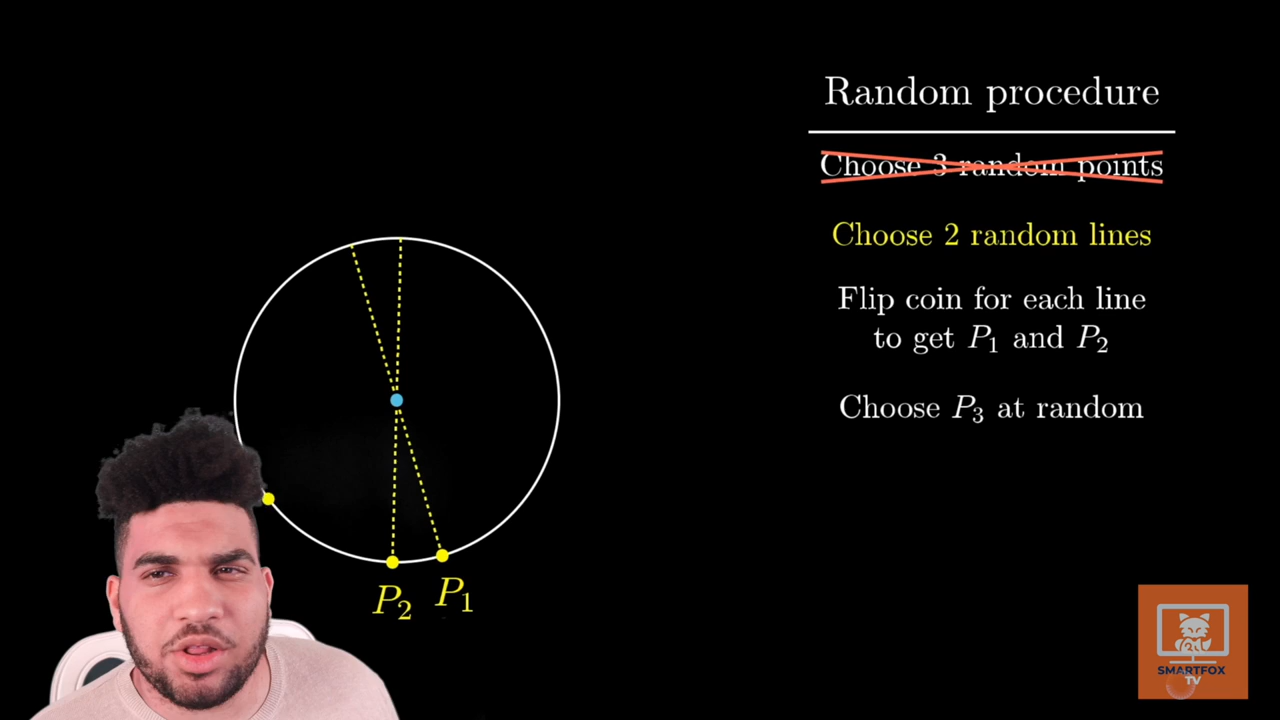 Random procedure
Choose 3 random points
Choose 2 random lines
Flip coin for each line
to get P₁ and P₂
Choose P₃ at random
P₂ P₁
SMARTFOX
TV